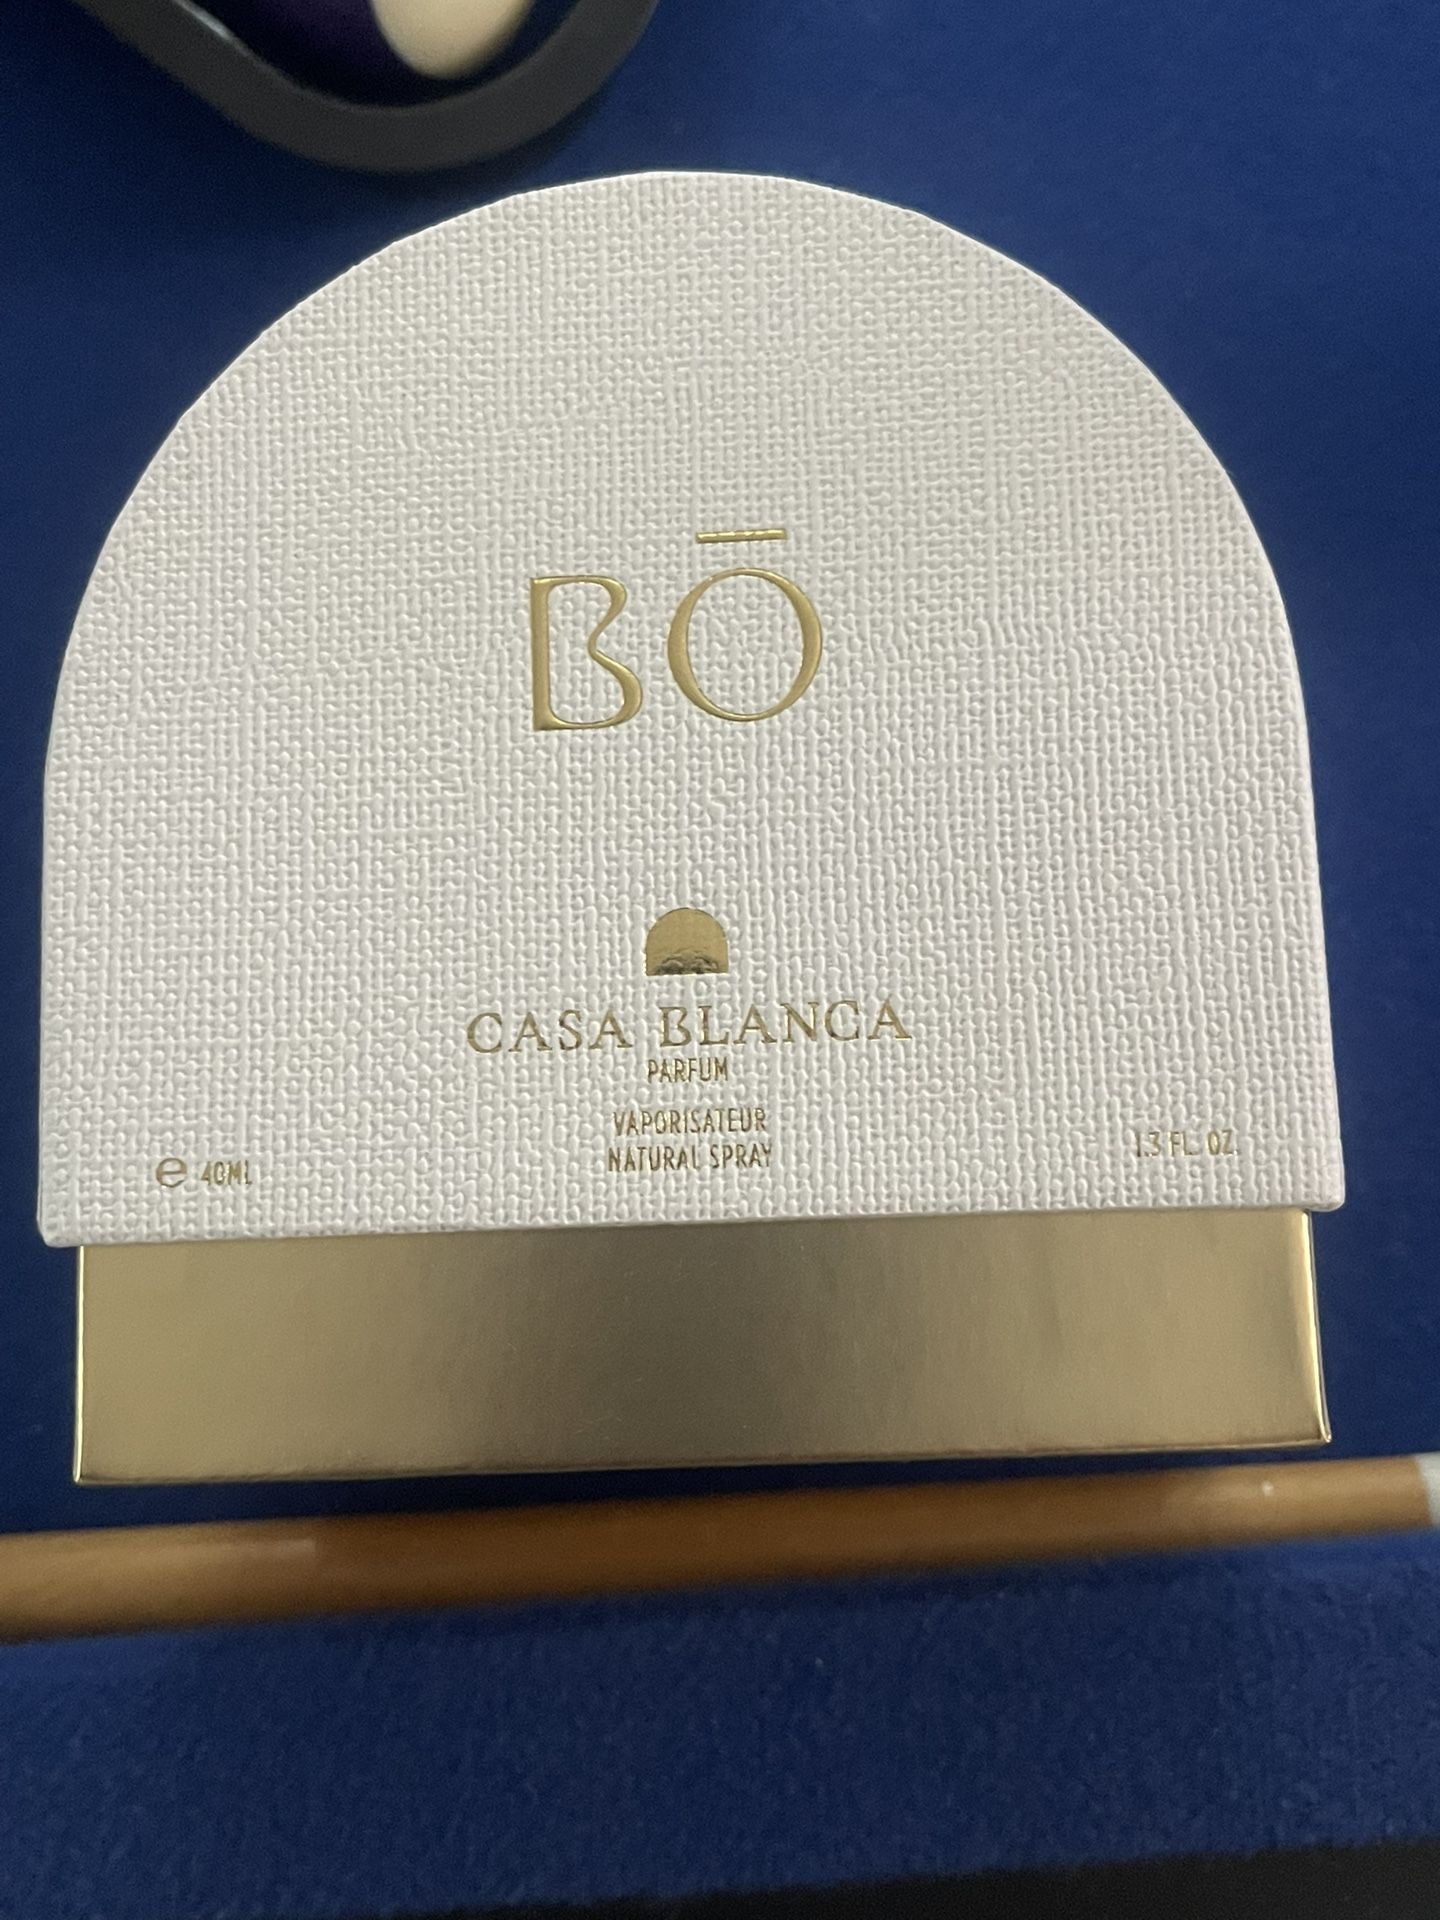 BŌ
CASA BLANCA
PARFUM
VAPORISATEUR
NATURAL SPRAY
℮ 40ML
1.3 FL. OZ.